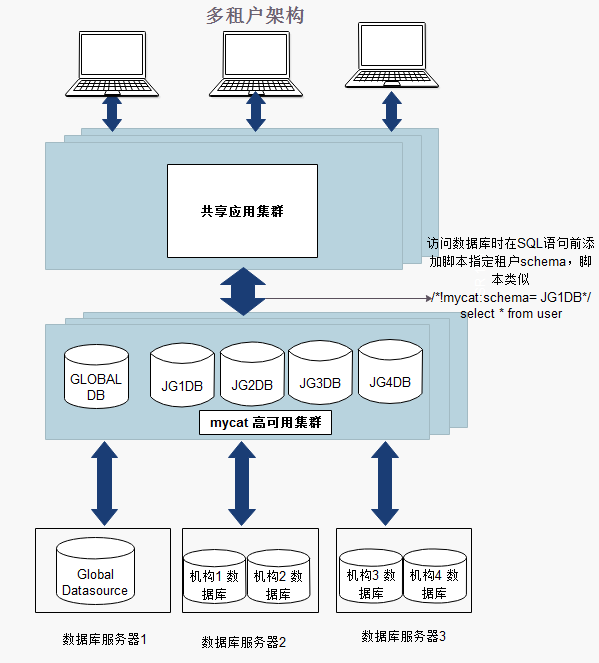 多租户架构
共享应用集群
访问数据库时在SQL语句前添
加脚本指定租户schema，脚
本类似
/*!mycat:schema= JG1DB*/
select * from user
GLOBAL
DB
JG1DB
JG2DB
JG3DB
JG4DB
mycat 高可用集群
Global
Datasource
机构1 数
据库
机构2 数
据库
机构3 数
据库
机构4 数
据库
数据库服务器1
数据库服务器2
数据库服务器3